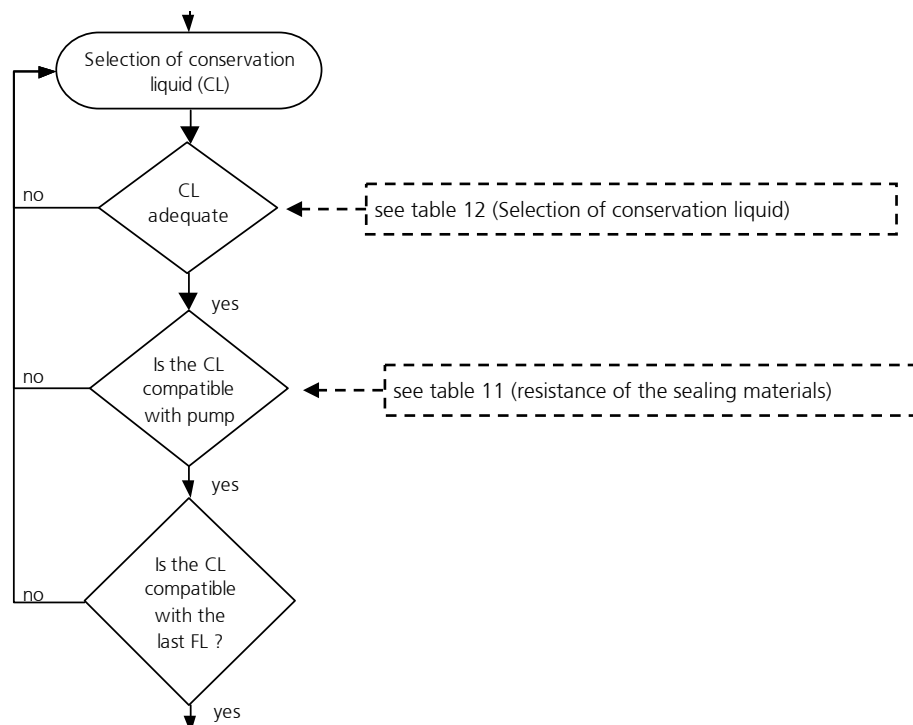 Selection of conservation
liquid (CL)
no
CL
adequate
see table 12 (Selection of conservation liquid)
yes
no
Is the CL
compatible
with pump
see table 11 (resistance of the sealing materials)
yes
no
Is the CL
compatible
with the
last FL ?
yes